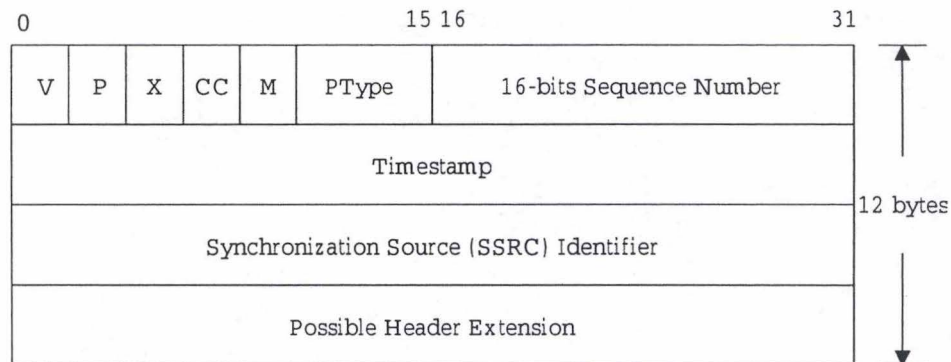 0 15 16 31
V P X CC M PType 16-bits Sequence Number
Timestamp
12 bytes
Synchronization Source (SSRC) Identifier
Possible Header Extension